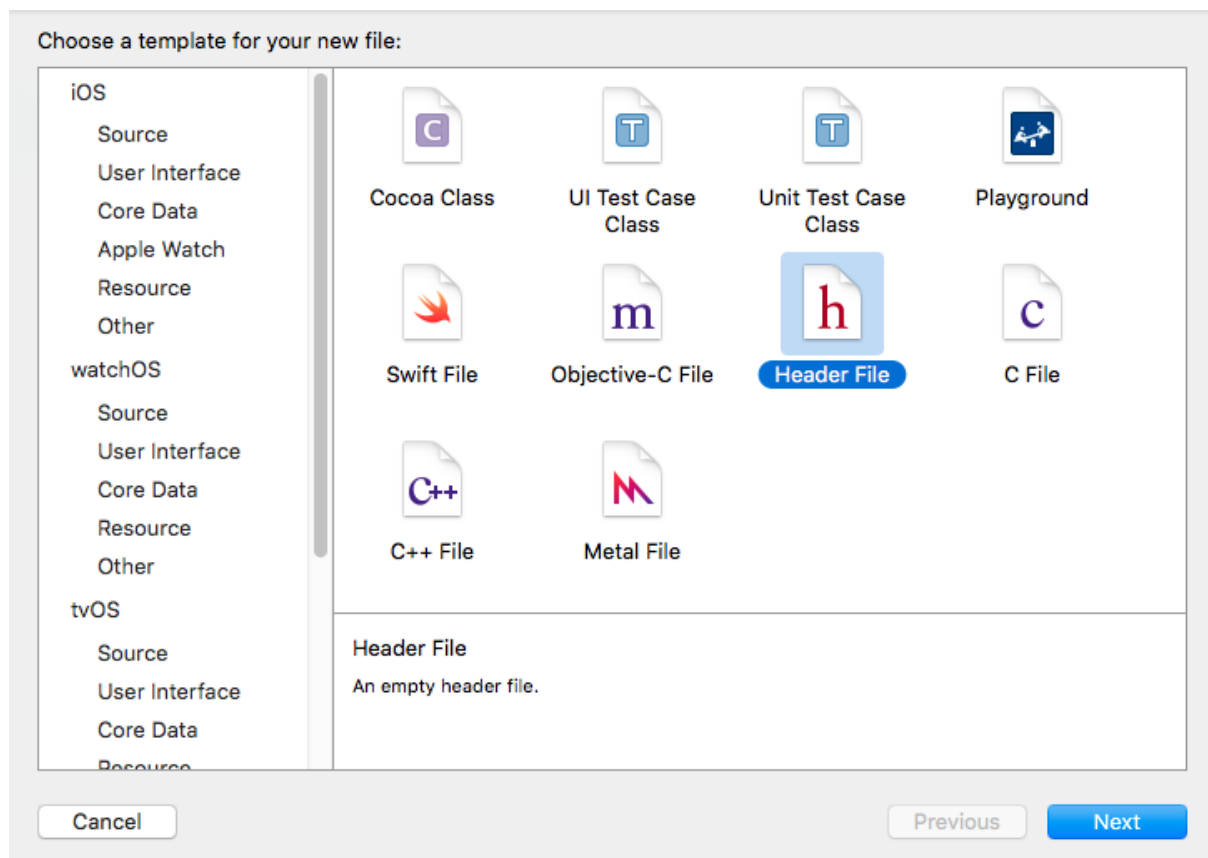 Choose a template for your new file:
iOS
Source
User Interface
Core Data
Apple Watch
Resource
Other
watchOS
Source
User Interface
Core Data
Resource
Other
tvOS
Source
User Interface
Core Data
Resource
C
T
T
Cocoa Class
UI Test Case
Class
Unit Test Case
Class
Playground
m
h
c
Swift File
Objective-C File
Header File
C File
C++
C++ File
Metal File
Header File
An empty header file.
Cancel
Previous
Next